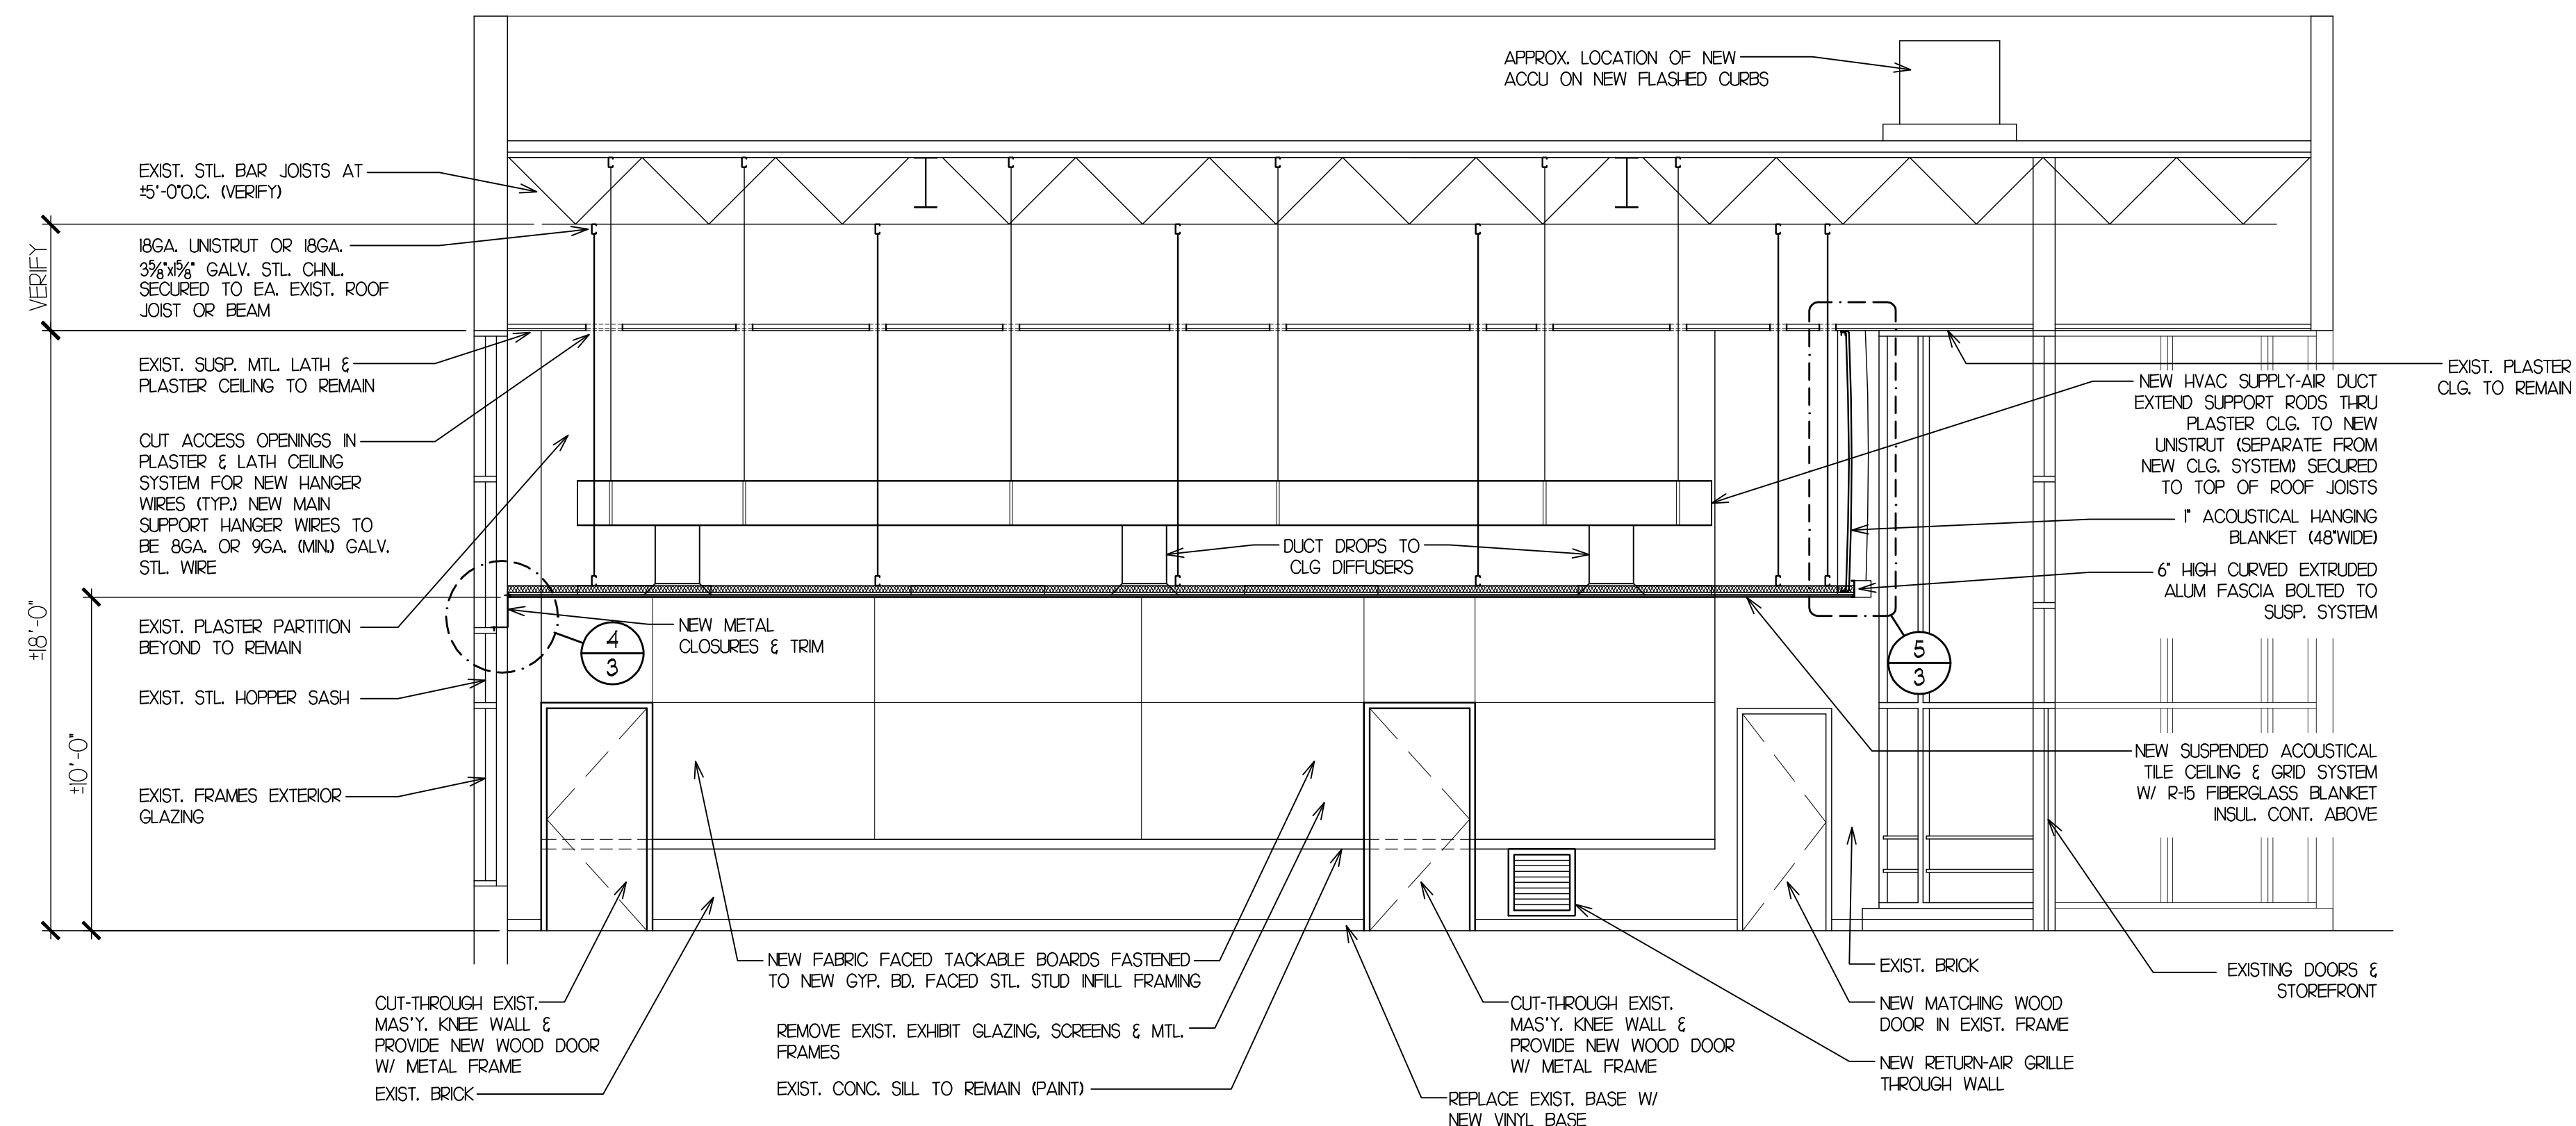 APPROX. LOCATION OF NEW
ACCU ON NEW FLASHED CURBS
EXIST. STL. BAR JOISTS AT
±5'-0"O.C. (VERIFY)
18GA. UNISTRUT OR 18GA.
3⅝"x1⅝" GALV. STL. CHNL.
SECURED TO EA. EXIST. ROOF
JOIST OR BEAM
VERIFY
EXIST. SUSP. MTL. LATH &
PLASTER CEILING TO REMAIN
CUT ACCESS OPENINGS IN
PLASTER & LATH CEILING
SYSTEM FOR NEW HANGER
WIRES (TYP.) NEW MAIN
SUPPORT HANGER WIRES TO
BE 8GA. OR 9GA. (MIN.) GALV.
STL. WIRE
±18'-0"
±10'-0"
EXIST. PLASTER PARTITION
BEYOND TO REMAIN
EXIST. STL. HOPPER SASH
EXIST. FRAMES EXTERIOR
GLAZING
NEW METAL
CLOSURES & TRIM
4
3
DUCT DROPS TO
CLG DIFFUSERS
5
3
EXIST. PLASTER
CLG. TO REMAIN
NEW HVAC SUPPLY-AIR DUCT
EXTEND SUPPORT RODS THRU
PLASTER CLG. TO NEW
UNISTRUT (SEPARATE FROM
NEW CLG. SYSTEM) SECURED
TO TOP OF ROOF JOISTS
1" ACOUSTICAL HANGING
BLANKET (48"WIDE)
6" HIGH CURVED EXTRUDED
ALUM FASCIA BOLTED TO
SUSP. SYSTEM
NEW SUSPENDED ACOUSTICAL
TILE CEILING & GRID SYSTEM
W/ R-15 FIBERGLASS BLANKET
INSUL. CONT. ABOVE
CUT-THROUGH EXIST.
MAS'Y. KNEE WALL &
PROVIDE NEW WOOD DOOR
W/ METAL FRAME
EXIST. BRICK
NEW FABRIC FACED TACKABLE BOARDS FASTENED
TO NEW GYP. BD. FACED STL. STUD INFILL FRAMING
REMOVE EXIST. EXHIBIT GLAZING, SCREENS & MTL.
FRAMES
EXIST. CONC. SILL TO REMAIN (PAINT)
CUT-THROUGH EXIST.
MAS'Y. KNEE WALL &
PROVIDE NEW WOOD DOOR
W/ METAL FRAME
REPLACE EXIST. BASE W/
NEW VINYL BASE
EXIST. BRICK
NEW MATCHING WOOD
DOOR IN EXIST. FRAME
NEW RETURN-AIR GRILLE
THROUGH WALL
EXISTING DOORS &
STOREFRONT